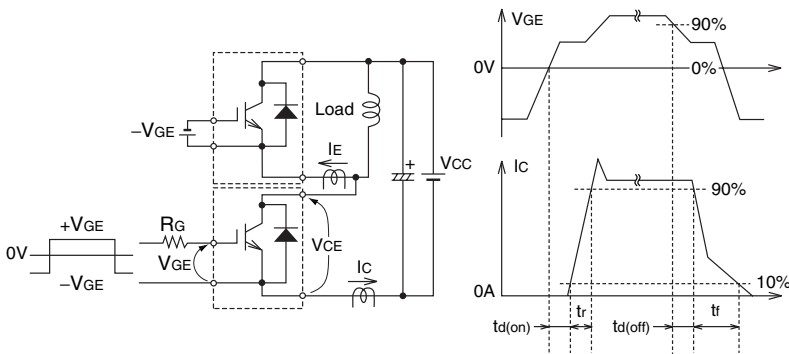 −VGE
Load
IE
+
VCC
+VGE
0V
−VGE
RG
VGE
VCE
IC
VGE
90%
0V
0%
IC
90%
0A
10%
td(on)
tr
td(off)
tf